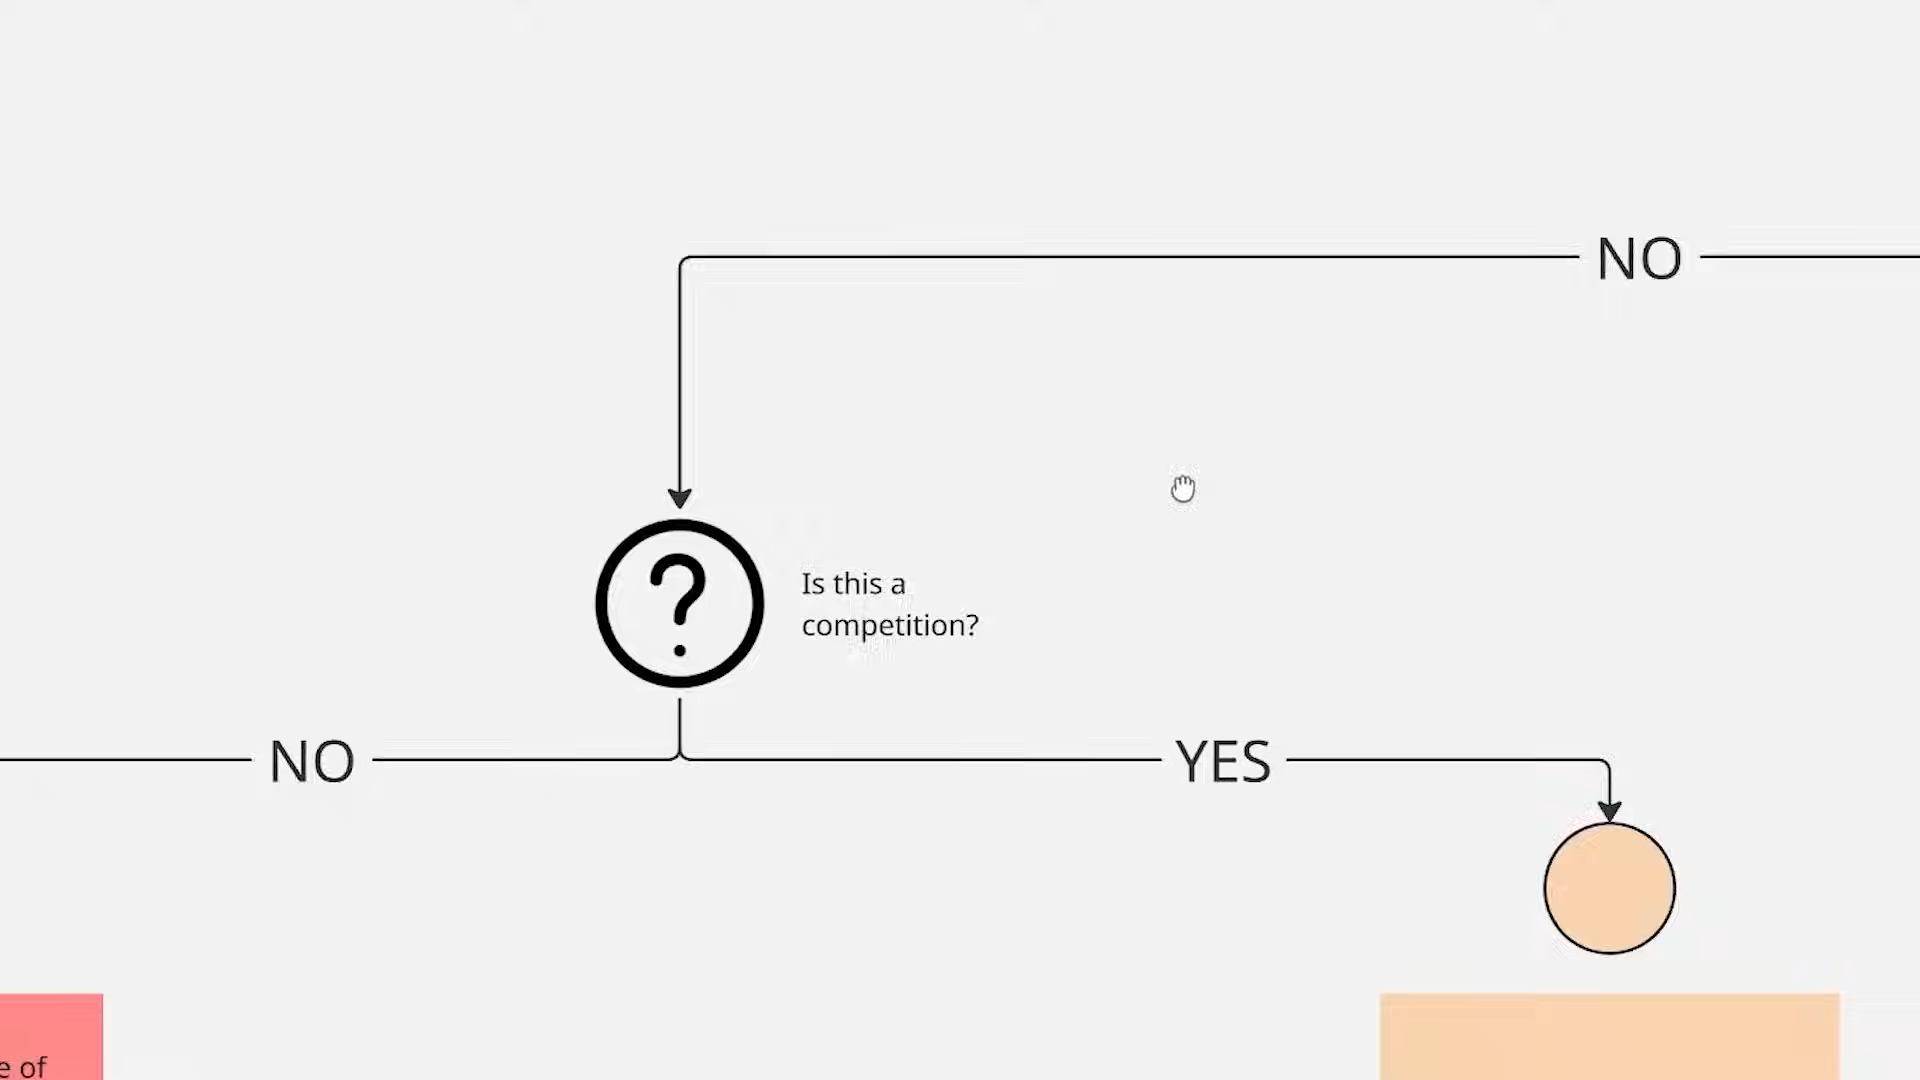 NO
?
Is this a
competition?
NO
YES
e of